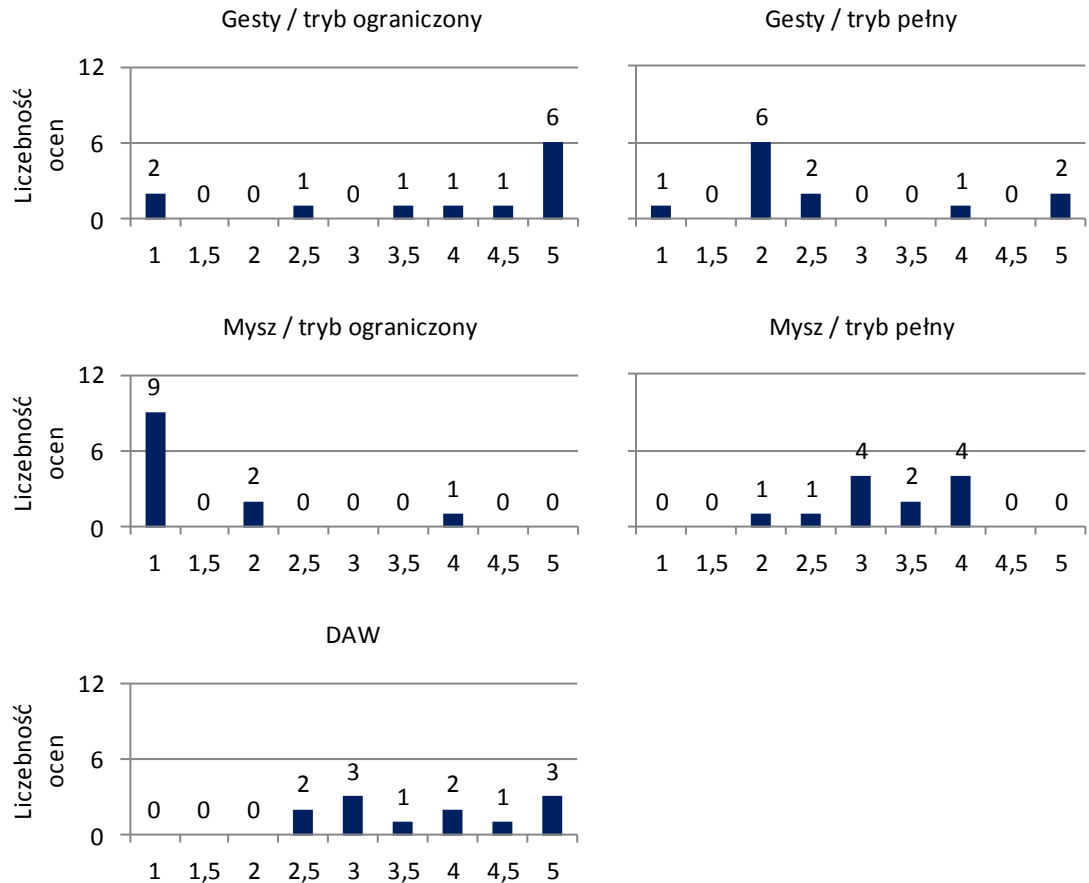 Gesty / tryb ograniczony
Liczebność
ocen
12
6
0
2 0 0 1 0 1 1 1 6
1 1,5 2 2,5 3 3,5 4 4,5 5
Gesty / tryb pełny
1 0 6 2 0 0 1 0 2
1 1,5 2 2,5 3 3,5 4 4,5 5
Mysz / tryb ograniczony
Liczebność
ocen
12
6
0
9 0 2 0 0 0 1 0 0
1 1,5 2 2,5 3 3,5 4 4,5 5
Mysz / tryb pełny
0 0 1 1 4 2 4 0 0
1 1,5 2 2,5 3 3,5 4 4,5 5
DAW
Liczebność
ocen
12
6
0
0 0 0 2 3 1 2 1 3
1 1,5 2 2,5 3 3,5 4 4,5 5